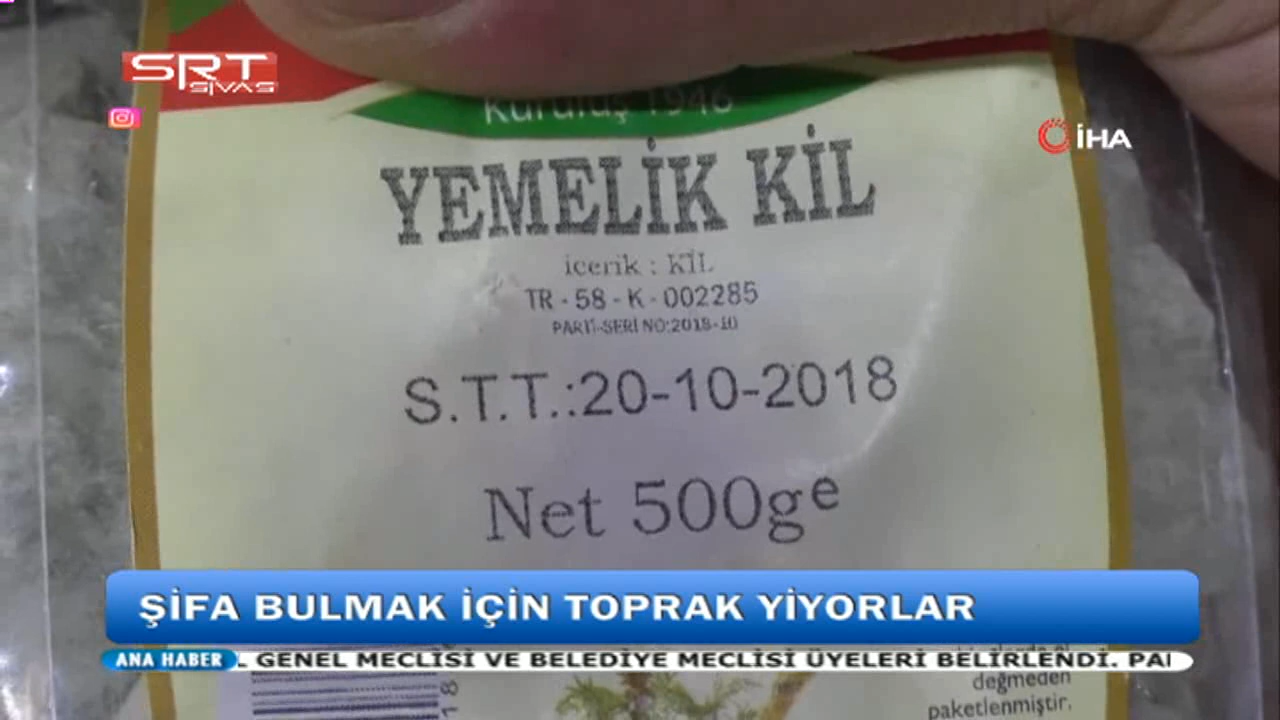 SRT
SİVAS
İHA
Kuruluş 1946
YEMELİK KİL
içerik : KİL
TR - 58 - K - 002285
PARTİ-SERİ NO:2018-10
S.T.T.:20-10-2018
Net 500g e
ŞİFA BULMAK İÇİN TOPRAK YİYORLAR
ANA HABER
. GENEL MECLİSİ VE BELEDİYE MECLİSİ ÜYELERİ BELİRLENDİ.
değmeden
paketlenmiştir.
18